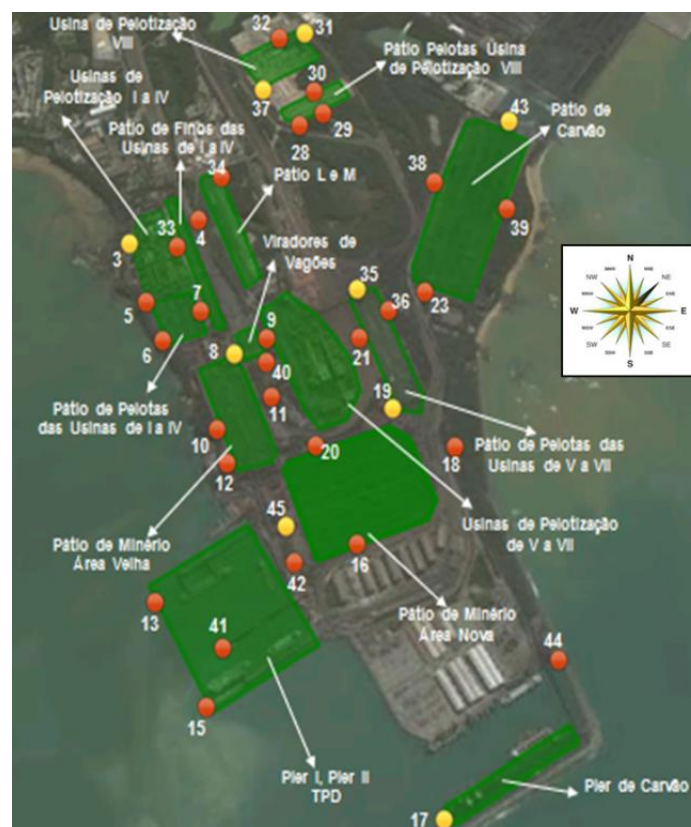 Usina de Pelotização
VIII
32
31
Pátio Pelotas Usina
de Pelotização VIII
Usinas de
Pelotização I a IV
30
37
29
28
43
Pátio de
Carvão
Pátio de Finos das
Usinas de I a IV
34
Pátio L e M
38
39
4
33
3
Viradores de
Vagões
N
NE
E
SE
S
SW
W
NW
35
36
23
5
7
9
6
8
40
21
19
11
Pátio de Pelotas
das Usinas de I a IV
10
12
20
18
Pátio de Pelotas das
Usinas de V a VII
45
42
16
Usinas de Pelotização
de V a VII
Pátio de Minério
Área Velha
Pátio de Minério
Área Nova
13
41
44
15
Pier I, Pier II
TPD
Pier de Carvão
17